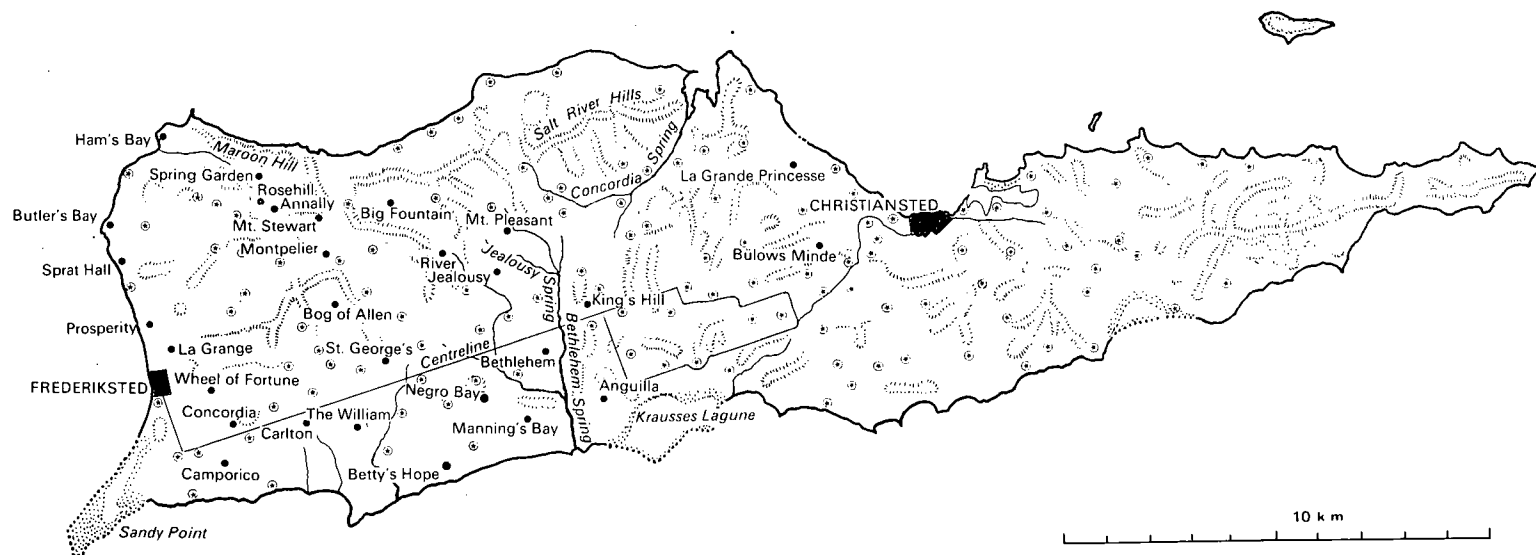 Ham's Bay
Maroon Hill
Spring Garden
Rosehill
Annally
Butler's Bay
Mt. Stewart
Montpelier
Sprat Hall
Big Fountain
Mt. Pleasant
Salt River Hills
Concordia Spring
La Grande Princesse
CHRISTIANSTED
River
Jealousy
Jealousy Spring
Bulows Minde
King's Hill
Bog of Allen
Prosperity
La Grange
St. George's
Centreline
Bethlehem
Bethlehem Spring
FREDERIKSTED
Wheel of Fortune
Negro Bay
Anguilla
Krausses Lagune
Concordia
The William
Carlton
Manning's Bay
Camporico
Betty's Hope
Sandy Point
10 km